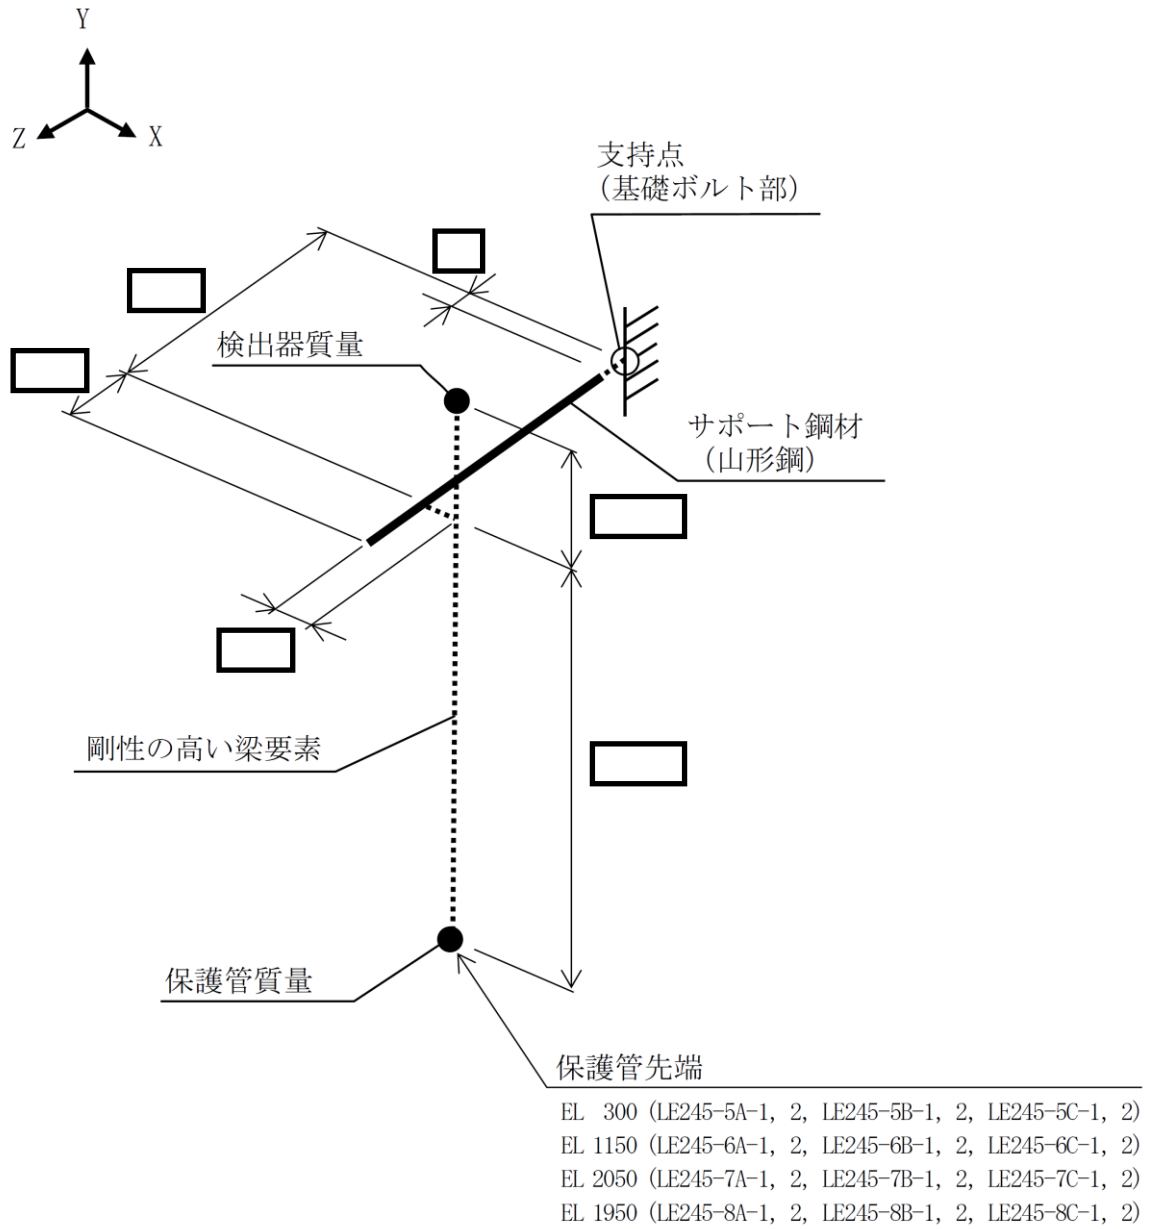 Y
Z
X
支持点
(基礎ボルト部)
検出器質量
サポート鋼材
(山形鋼)
剛性の高い梁要素
保護管質量
保護管先端
EL 300 (LE245-5A-1, 2, LE245-5B-1, 2, LE245-5C-1, 2)
EL 1150 (LE245-6A-1, 2, LE245-6B-1, 2, LE245-6C-1, 2)
EL 2050 (LE245-7A-1, 2, LE245-7B-1, 2, LE245-7C-1, 2)
EL 1950 (LE245-8A-1, 2, LE245-8B-1, 2, LE245-8C-1, 2)